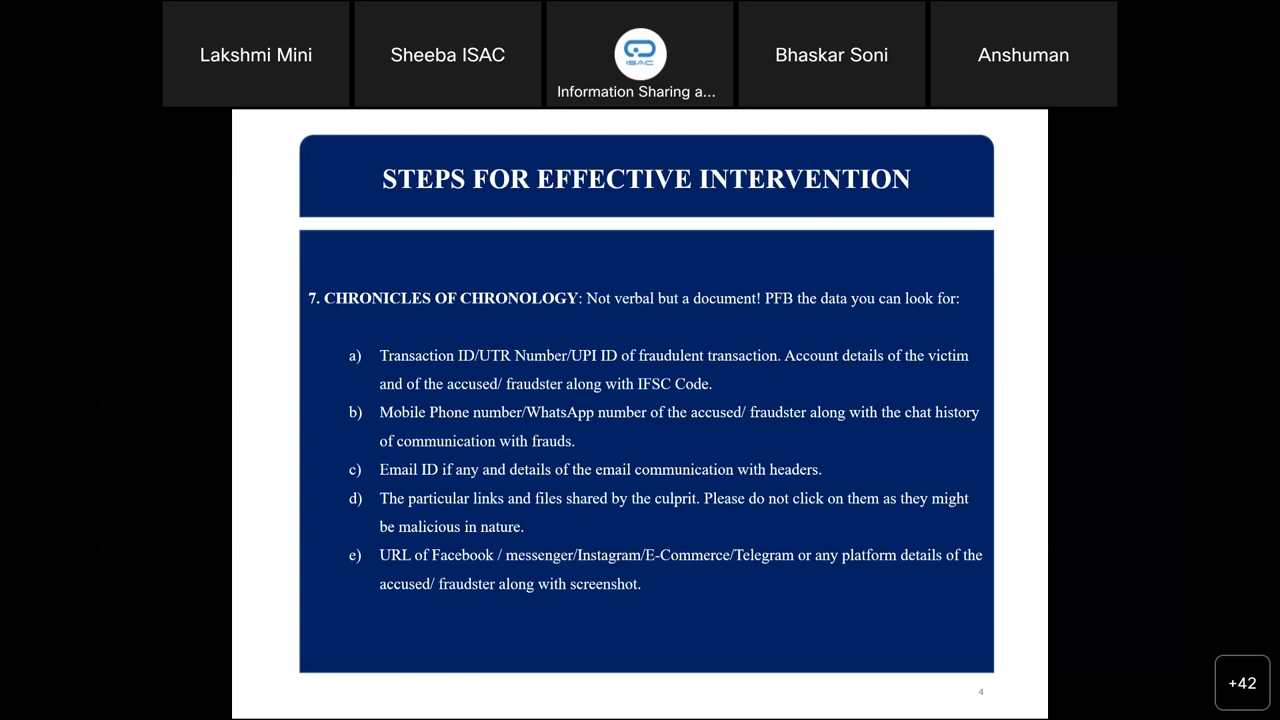 Lakshmi Mini
Sheeba ISAC
ISAC
Information Sharing a...
Bhaskar Soni
Anshuman
STEPS FOR EFFECTIVE INTERVENTION
7. CHRONICLES OF CHRONOLOGY: Not verbal but a document! PFB the data you can look for:
a) Transaction ID/UTR Number/UPI ID of fraudulent transaction. Account details of the victim
and of the accused/ fraudster along with IFSC Code.
b) Mobile Phone number/WhatsApp number of the accused/ fraudster along with the chat history
of communication with frauds.
c) Email ID if any and details of the email communication with headers.
d) The particular links and files shared by the culprit. Please do not click on them as they might
be malicious in nature.
e) URL of Facebook / messenger/Instagram/E-Commerce/Telegram or any platform details of the
accused/ fraudster along with screenshot.
4
+42